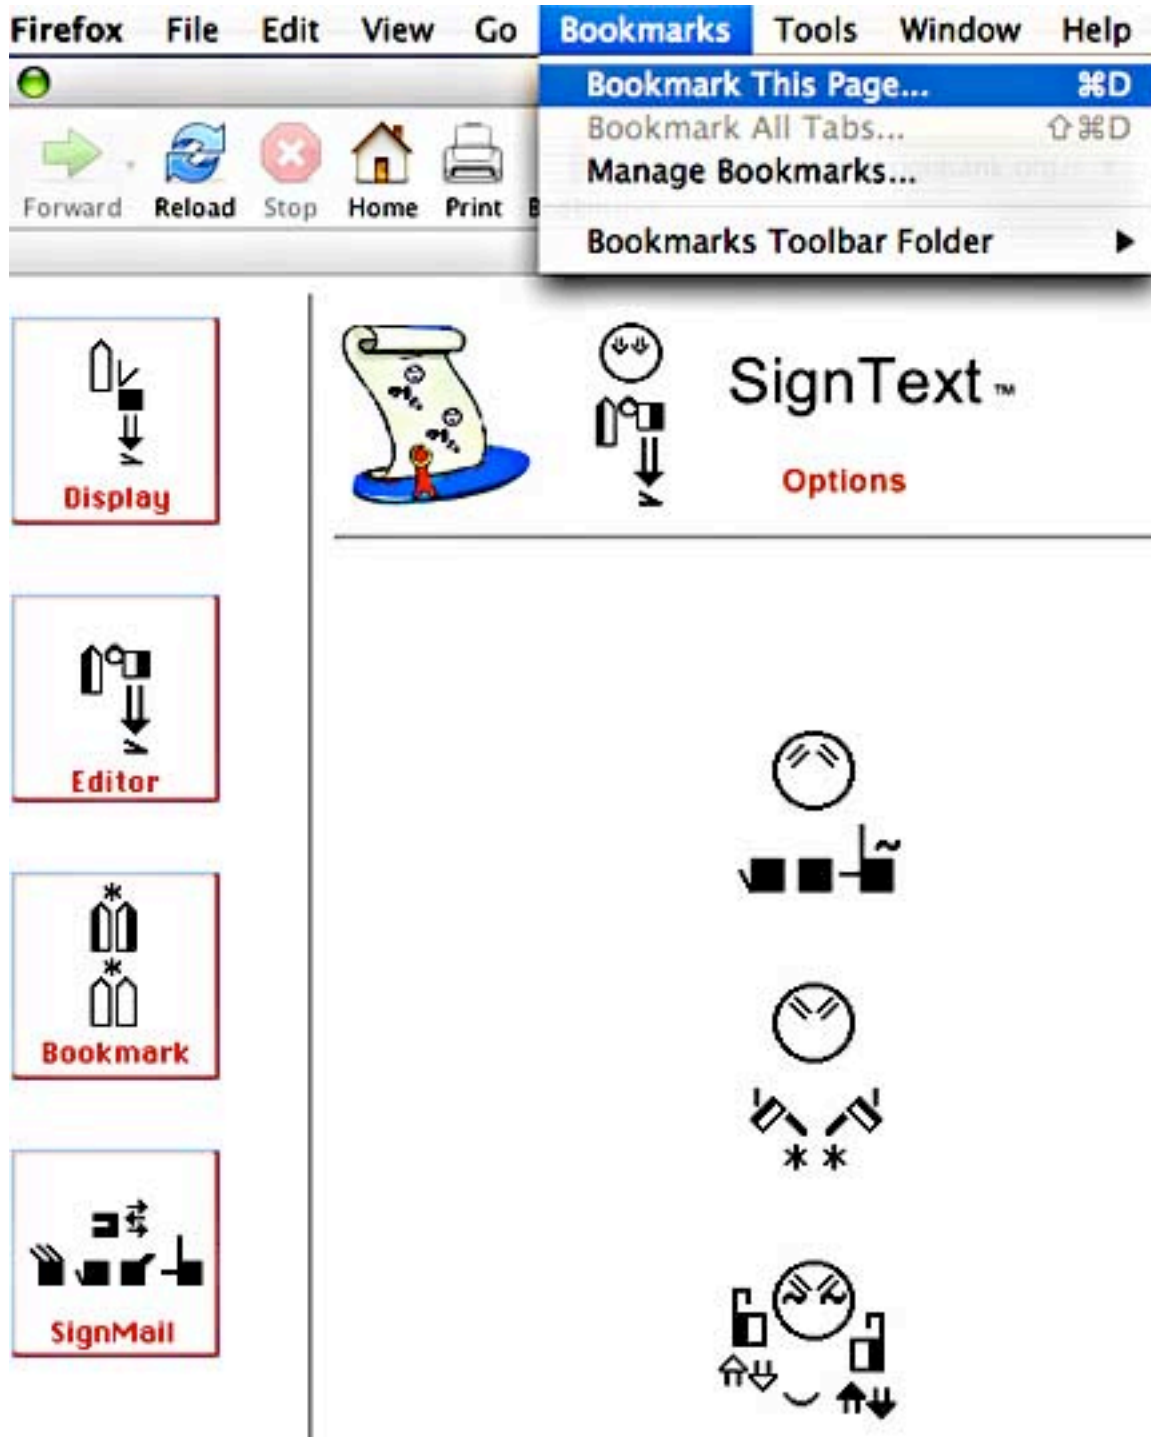 Firefox File Edit View Go Bookmarks Tools Window Help
Bookmark This Page... ⌘D
Bookmark All Tabs... ⇧⌘D
Manage Bookmarks...
Bookmarks Toolbar Folder ▶
Forward Reload Stop Home Print
SignText™
Options
Display
Editor
Bookmark
SignMail